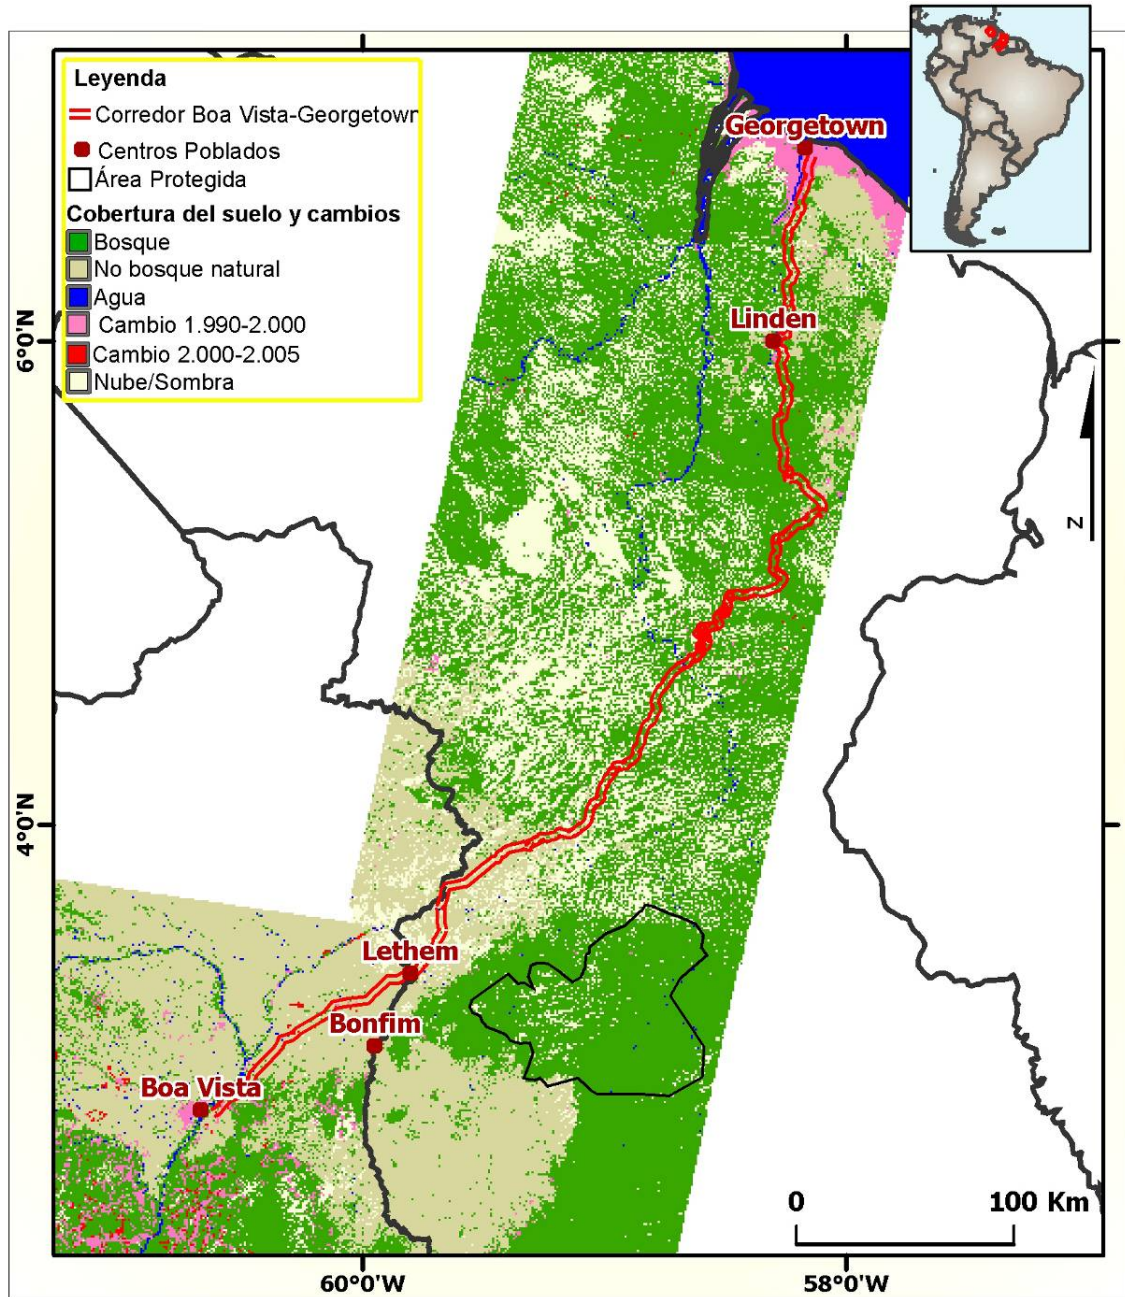 Leyenda
Corredor Boa Vista-Georgetown
Centros Poblados
Área Protegida
Cobertura del suelo y cambios
Bosque
No bosque natural
Agua
Cambio 1.990-2.000
Cambio 2.000-2.005
Nube/Sombra
Georgetown
Linden
6°0'N
N
4°0'N
Lethem
Bonfim
Boa Vista
0 100 Km
60°0'W 58°0'W